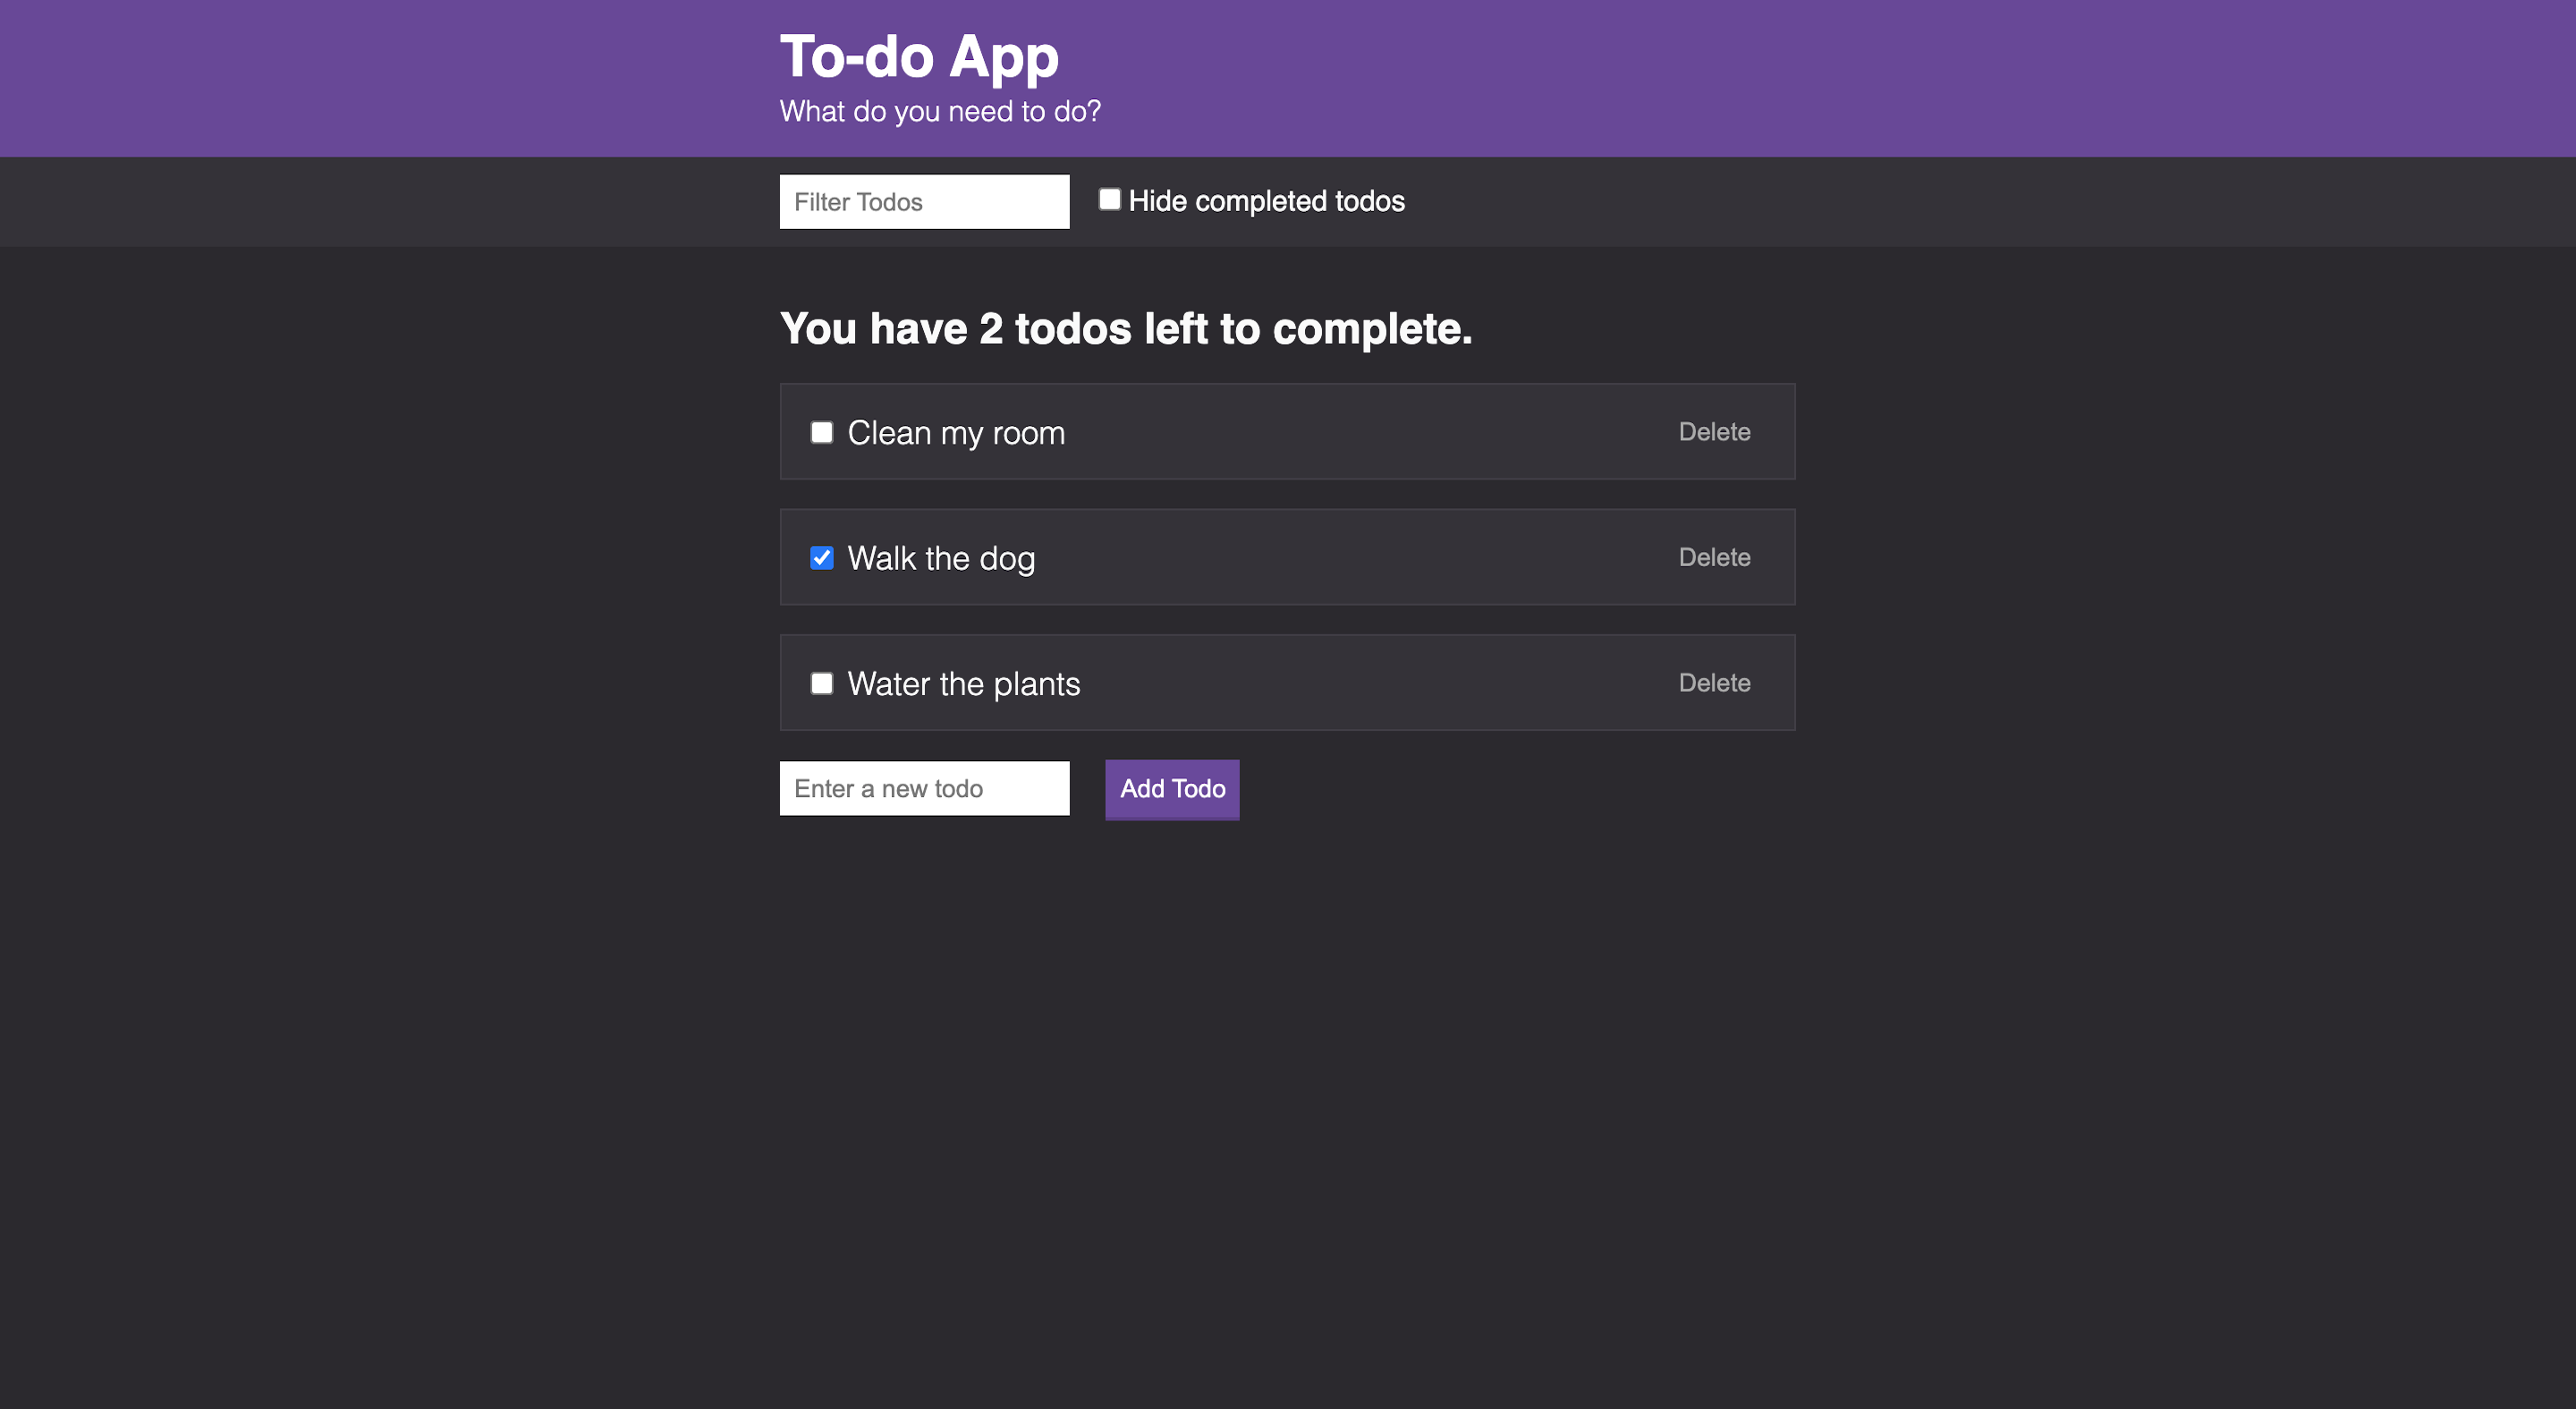 To-do App
What do you need to do?
Filter Todos
Hide completed todos
You have 2 todos left to complete.
Clean my room
Delete
Walk the dog
Delete
Water the plants
Delete
Enter a new todo
Add Todo